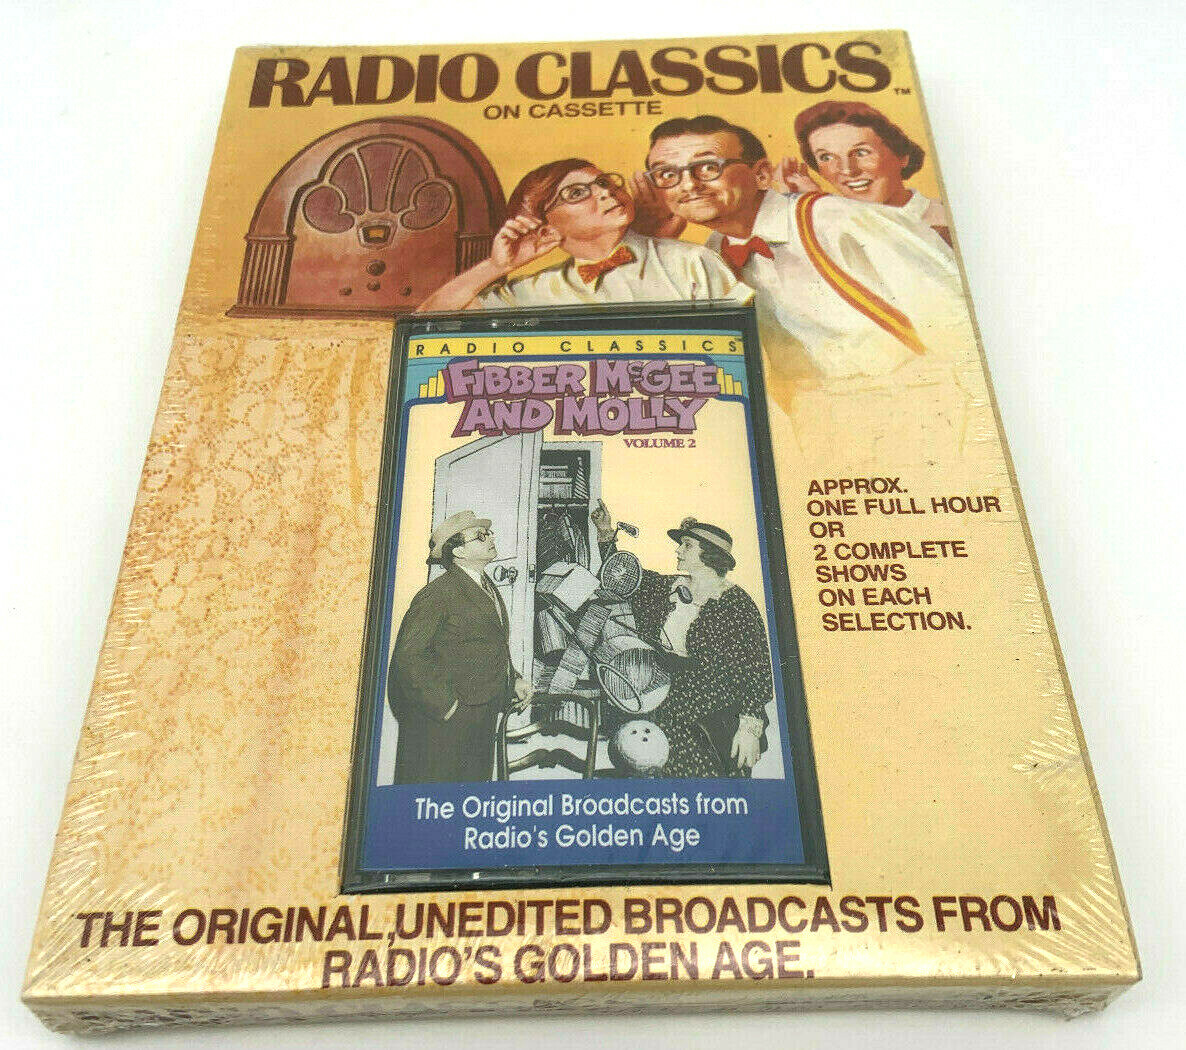 RADIO CLASSICS™
ON CASSETTE
RADIO CLASSICS™
FIBBER McGEE
AND MOLLY
VOLUME 2
APPROX.
ONE FULL HOUR
OR
2 COMPLETE
SHOWS
ON EACH
SELECTION.
The Original Broadcasts from
Radio's Golden Age
THE ORIGINAL, UNEDITED BROADCASTS FROM
RADIO'S GOLDEN AGE.